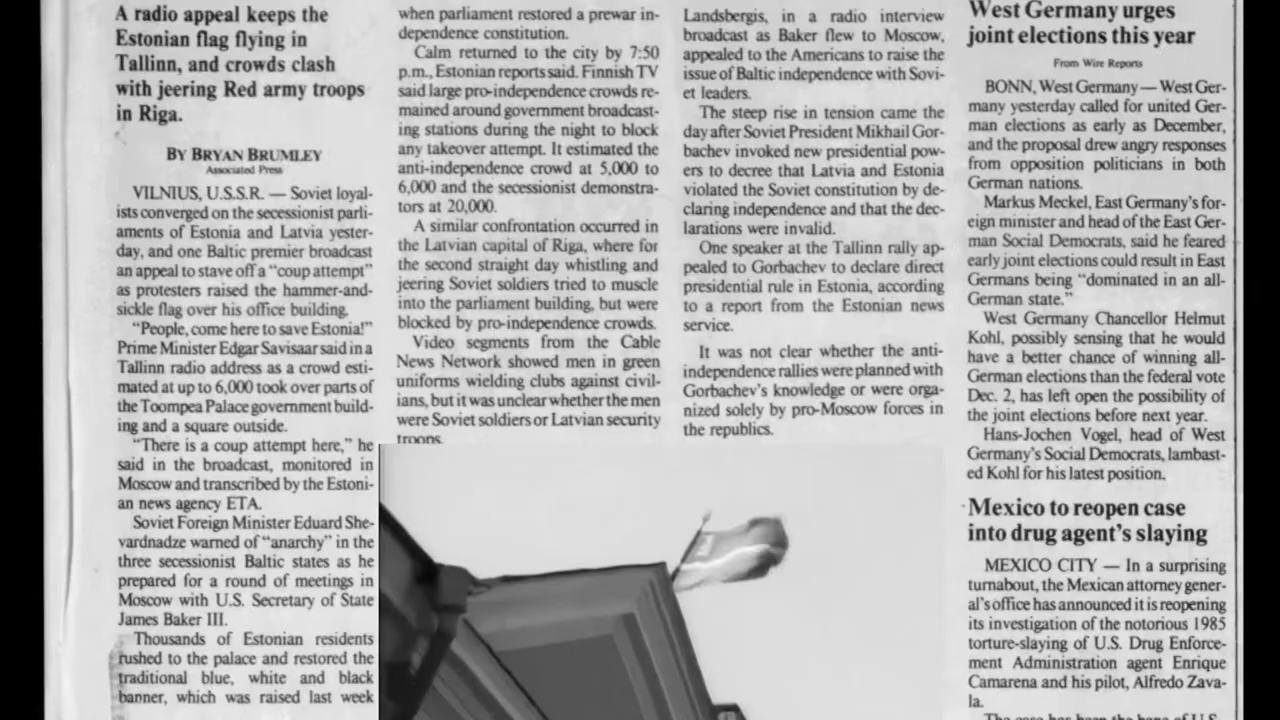 A radio appeal keeps the
Estonian flag flying in
Tallinn, and crowds clash
with jeering Red army troops
in Riga.
BY BRYAN BRUMLEY
Associated Press
VILNIUS, U.S.S.R. — Soviet loyal-
ists converged on the secessionist parli-
aments of Estonia and Latvia yester-
day, and one Baltic premier broadcast
an appeal to stave off a “coup attempt”
as protesters raised the hammer-and-
sickle flag over his office building.
“People, come here to save Estonia!”
Prime Minister Edgar Savisaar said in a
Tallinn radio address as a crowd esti-
mated at up to 6,000 took over parts of
the Toompea Palace government build-
ing and a square outside.
“There is a coup attempt here,” he
said in the broadcast, monitored in
Moscow and transcribed by the Estoni-
an news agency ETA.
Soviet Foreign Minister Eduard She-
vardnadze warned of “anarchy” in the
three secessionist Baltic states as he
prepared for a round of meetings in
Moscow with U.S. Secretary of State
James Baker III.
Thousands of Estonian residents
rushed to the palace and restored the
traditional blue, white and black
banner, which was raised last week
when parliament restored a prewar in-
dependence constitution.
Calm returned to the city by 7:50
p.m., Estonian reports said. Finnish TV
said large pro-independence crowds re-
mained around government broadcast-
ing stations during the night to block
any takeover attempt. It estimated the
anti-independence crowd at 5,000 to
6,000 and the secessionist demonstra-
tors at 20,000.
A similar confrontation occurred in
the Latvian capital of Riga, where for
the second straight day whistling and
jeering Soviet soldiers tried to muscle
into the parliament building, but were
blocked by pro-independence crowds.
Video segments from the Cable
News Network showed men in green
uniforms wielding clubs against civil-
ians, but it was unclear whether the men
were Soviet soldiers or Latvian security
troops.
Landsbergis, in a radio interview
broadcast as Baker flew to Moscow,
appealed to the Americans to raise the
issue of Baltic independence with Sovi-
et leaders.
The steep rise in tension came the
day after Soviet President Mikhail Gor-
bachev invoked new presidential pow-
ers to decree that Latvia and Estonia
violated the Soviet constitution by de-
claring independence and that the dec-
larations were invalid.
One speaker at the Tallinn rally ap-
pealed to Gorbachev to declare direct
presidential rule in Estonia, according
to a report from the Estonian news
service.
It was not clear whether the anti-
independence rallies were planned with
Gorbachev's knowledge or were orga-
nized solely by pro-Moscow forces in
the republics.
West Germany urges
joint elections this year
From Wire Reports
BONN, West Germany — West Ger-
many yesterday called for united Ger-
man elections as early as December,
and the proposal drew angry responses
from opposition politicians in both
German nations.
Markus Meckel, East Germany's for-
eign minister and head of the East Ger-
man Social Democrats, said he feared
early joint elections could result in East
Germans being “dominated in an all-
German state.”
West Germany Chancellor Helmut
Kohl, possibly sensing that he would
have a better chance of winning all-
German elections than the federal vote
Dec. 2, has left open the possibility of
the joint elections before next year.
Hans-Jochen Vogel, head of West
Germany's Social Democrats, lambast-
ed Kohl for his latest position.
Mexico to reopen case
into drug agent's slaying
MEXICO CITY — In a surprising
turnabout, the Mexican attorney gener-
al's office has announced it is reopening
its investigation of the notorious 1985
torture-slaying of U.S. Drug Enforce-
ment Administration agent Enrique
Camarena and his pilot, Alfredo Zava-
la.